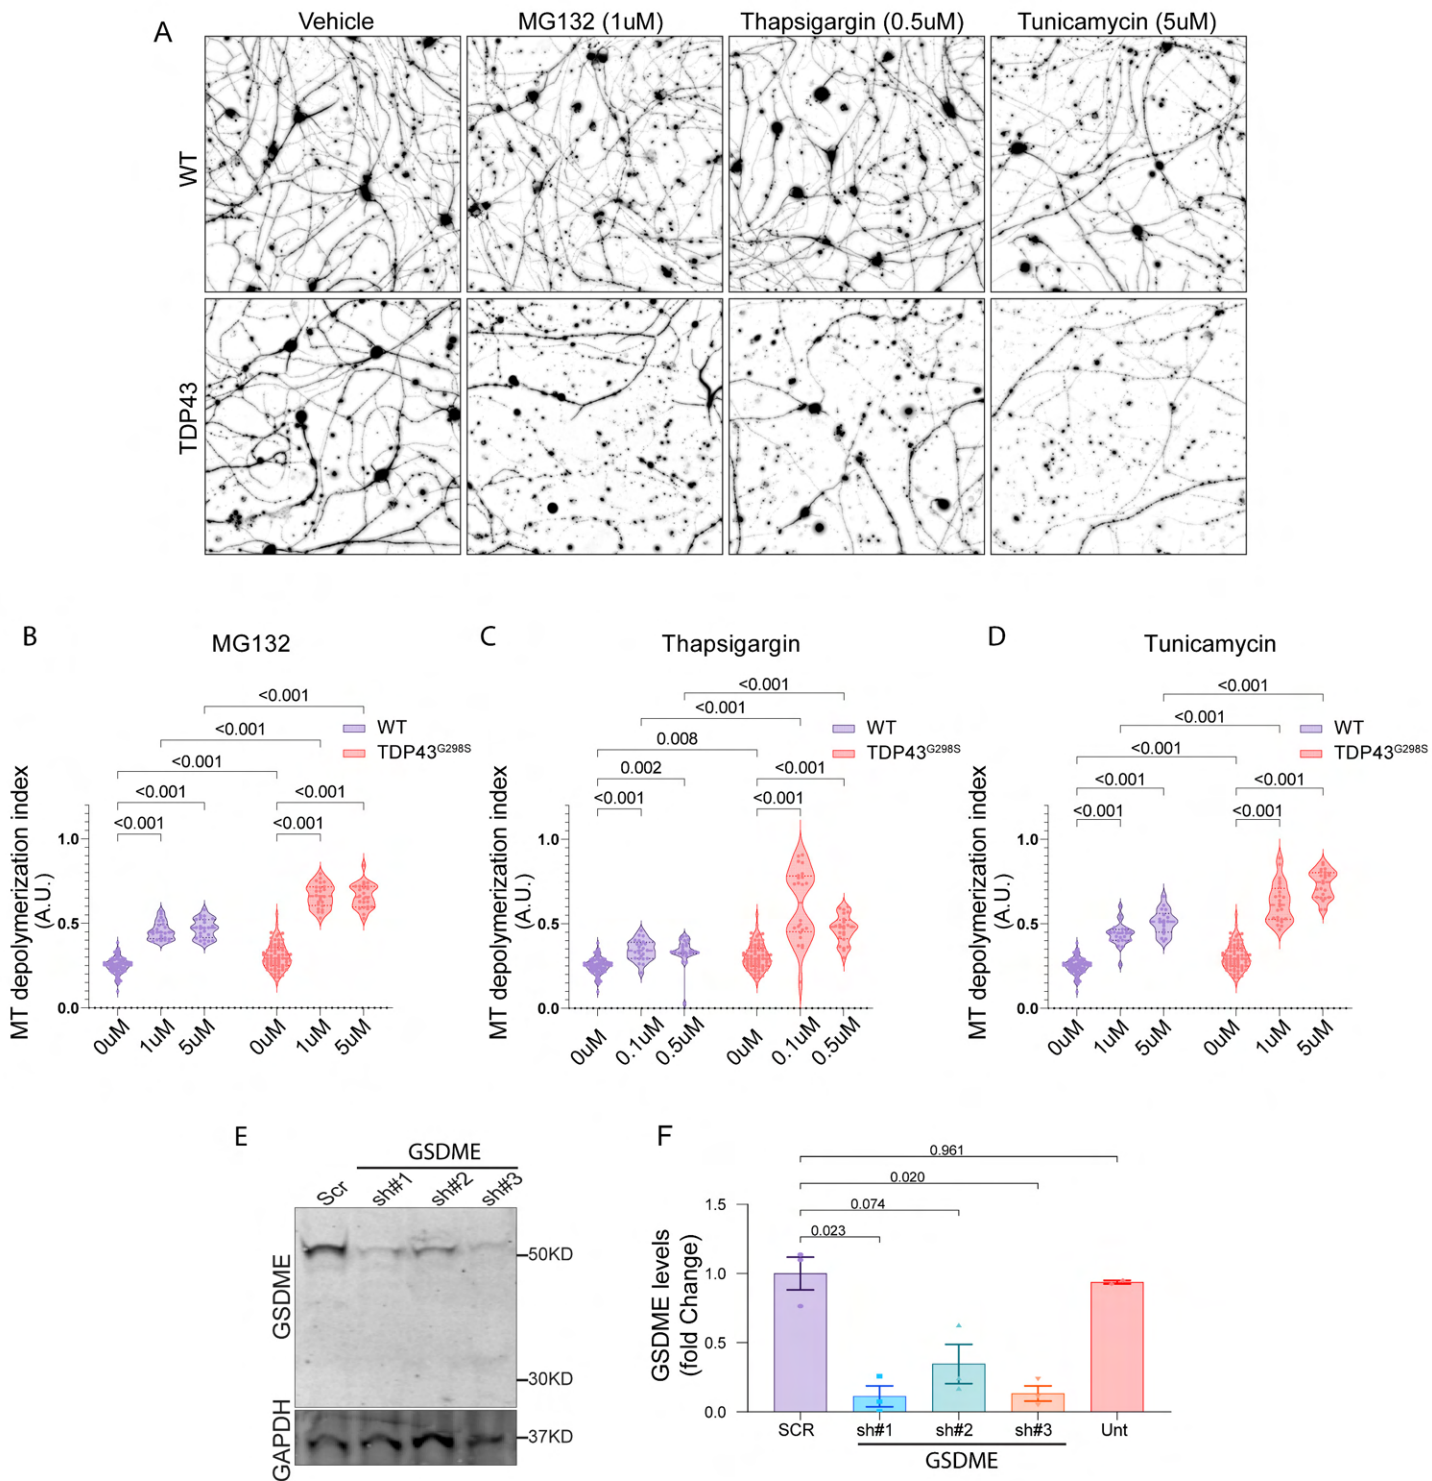 A
Vehicle
MG132 (1uM)
Thapsigargin (0.5uM)
Tunicamycin (5uM)
WT
TDP43
B
MG132
<0.001
<0.001
<0.001
<0.001
<0.001
<0.001
<0.001
WT
TDP43G298S
MT depolymerization index
(A.U.)
1.0
0.5
0.0
0uM
1uM
5uM
0uM
1uM
5uM
C
Thapsigargin
<0.001
<0.001
0.008
0.002
<0.001
<0.001
<0.001
WT
TDP43G298S
MT depolymerization index
(A.U.)
1.0
0.5
0.0
0uM
0.1uM
0.5uM
0uM
0.1uM
0.5uM
D
Tunicamycin
<0.001
<0.001
<0.001
<0.001
<0.001
<0.001
<0.001
WT
TDP43G298S
MT depolymerization index
(A.U.)
1.0
0.5
0.0
0uM
1uM
5uM
0uM
1uM
5uM
E
GSDME
Scr
sh#1
sh#2
sh#3
GSDME
50KD
30KD
GAPDH
37KD
F
0.961
0.020
0.074
0.023
GSDME levels
(fold Change)
1.5
1.0
0.5
0.0
SCR
sh#1
sh#2
sh#3
Unt
GSDME